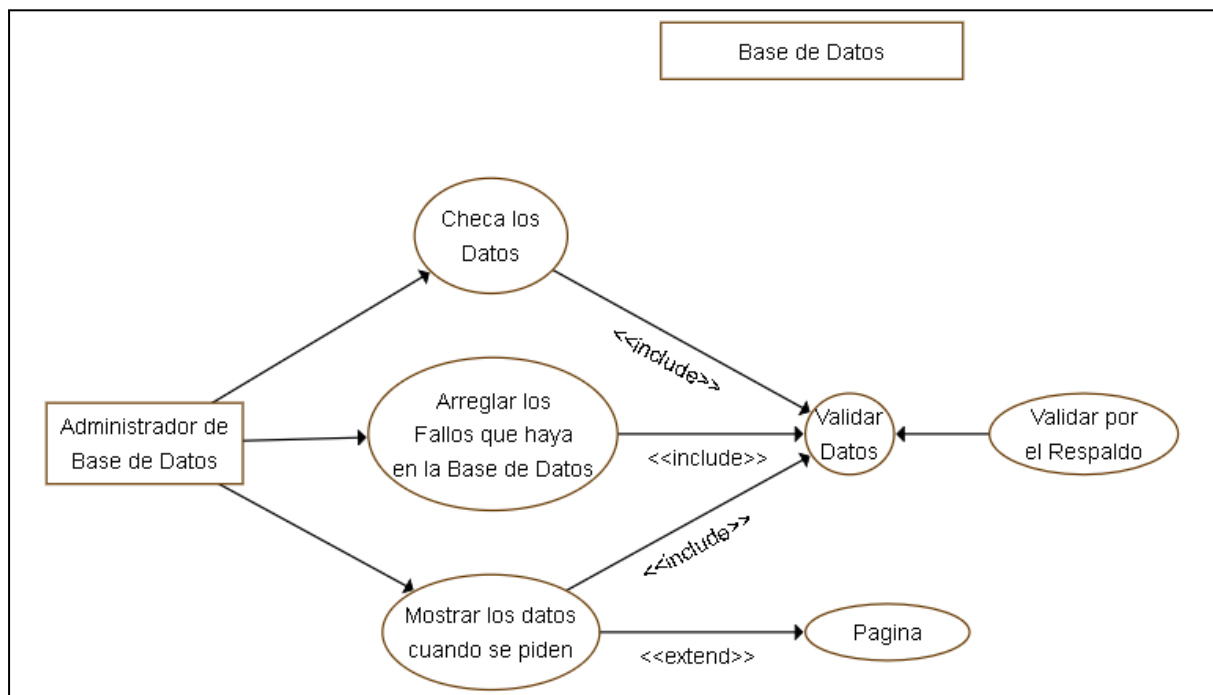 Base de Datos
Checa los
Datos
<<include>>
Administrador de
Base de Datos
Arreglar los
Fallos que haya
en la Base de Datos
<<include>>
Validar
Datos
Validar por
el Respaldo
<<include>>
Mostrar los datos
cuando se piden
<<extend>>
Pagina